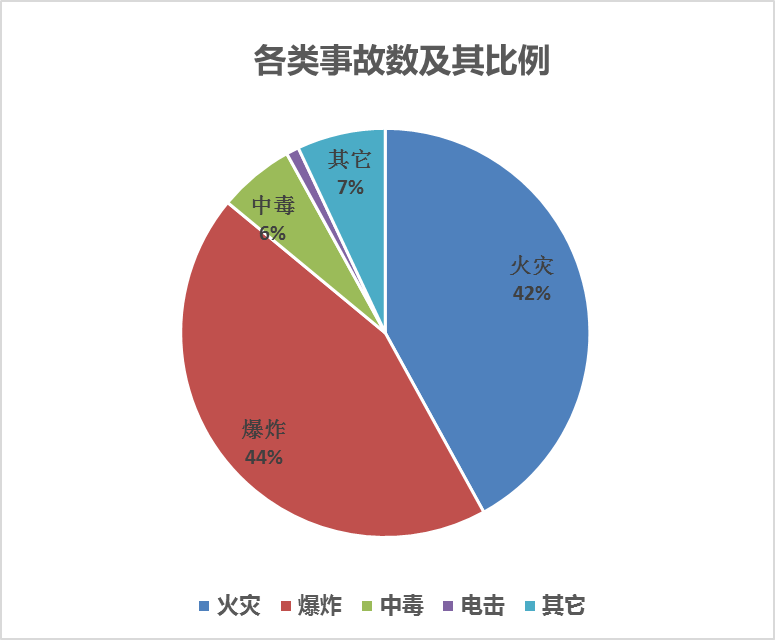 各类事故数及其比例
其它
7%
中毒
6%
火灾
42%
爆炸
44%
火灾 爆炸 中毒 电击 其它